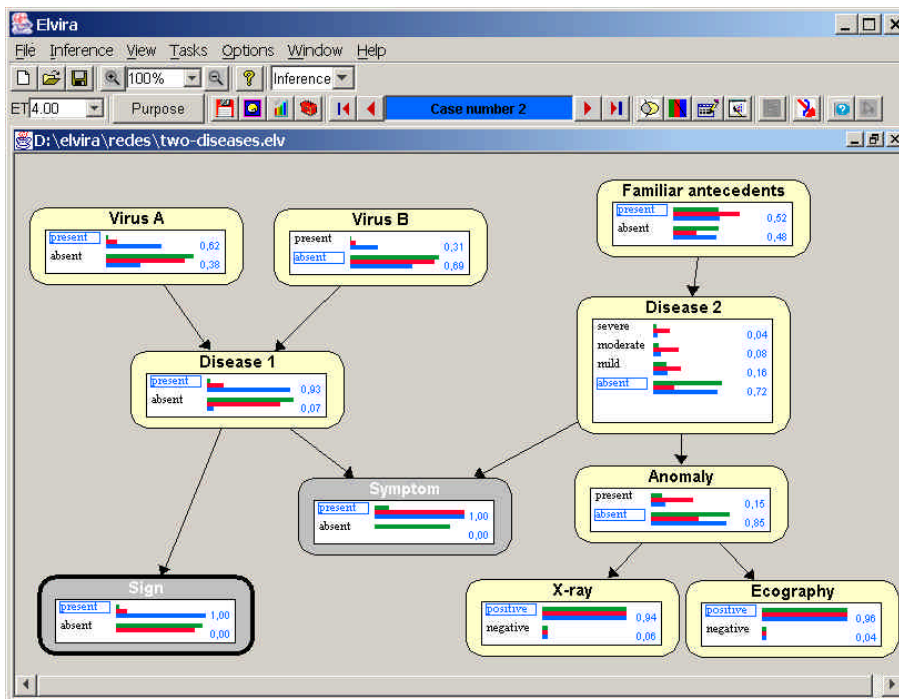 Elvira
File Inference View Tasks Options Window Help
100% Inference
ET 4.00 Purpose Case number 2
D:\elvira\redes\two-diseases.elv
Virus A
present 0,62
absent 0,38
Virus B
present 0,31
absent 0,69
Familiar antecedents
present 0,52
absent 0,48
Disease 1
present 0,93
absent 0,07
Disease 2
severe 0,04
moderate 0,08
mild 0,16
absent 0,72
Symptom
present 1,00
absent 0,00
Anomaly
present 0,15
absent 0,85
Sign
present 1,00
absent 0,00
X-ray
positive 0,94
negative 0,06
Ecography
positive 0,96
negative 0,04